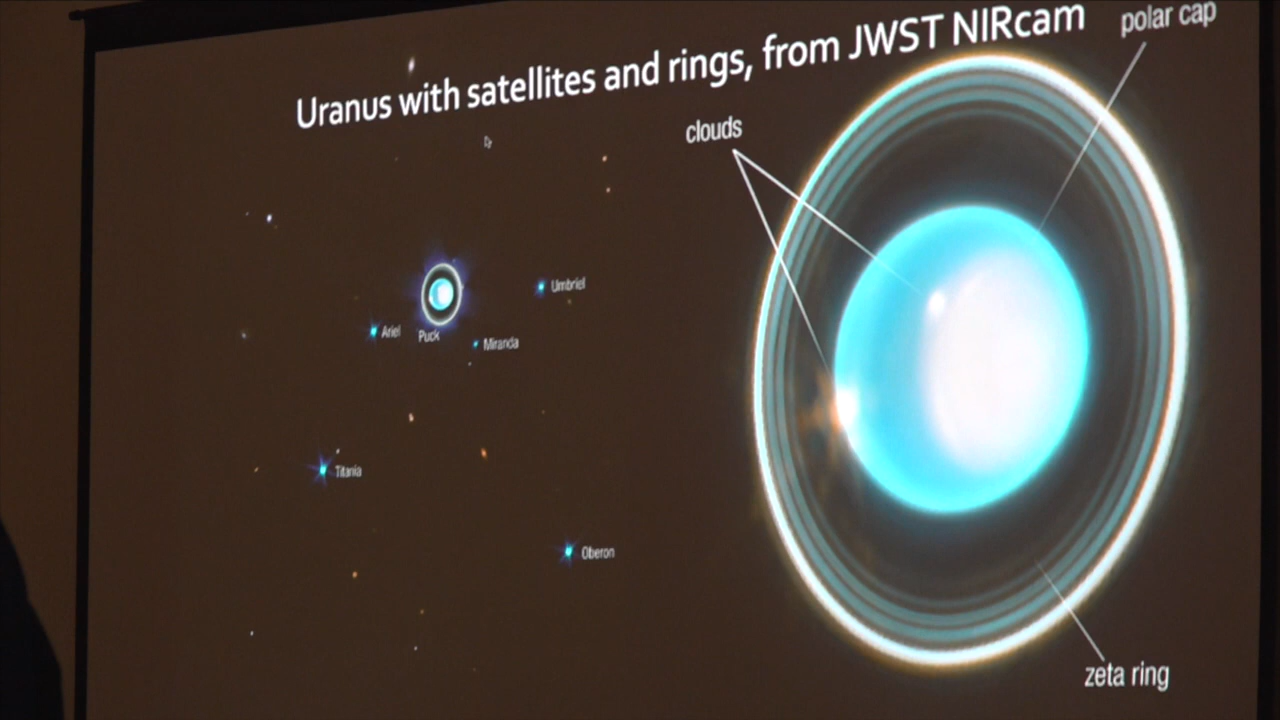 Uranus with satellites and rings, from JWST NIRcam
polar cap
clouds
Umbriel
Ariel
Puck
Miranda
Titania
Oberon
zeta ring